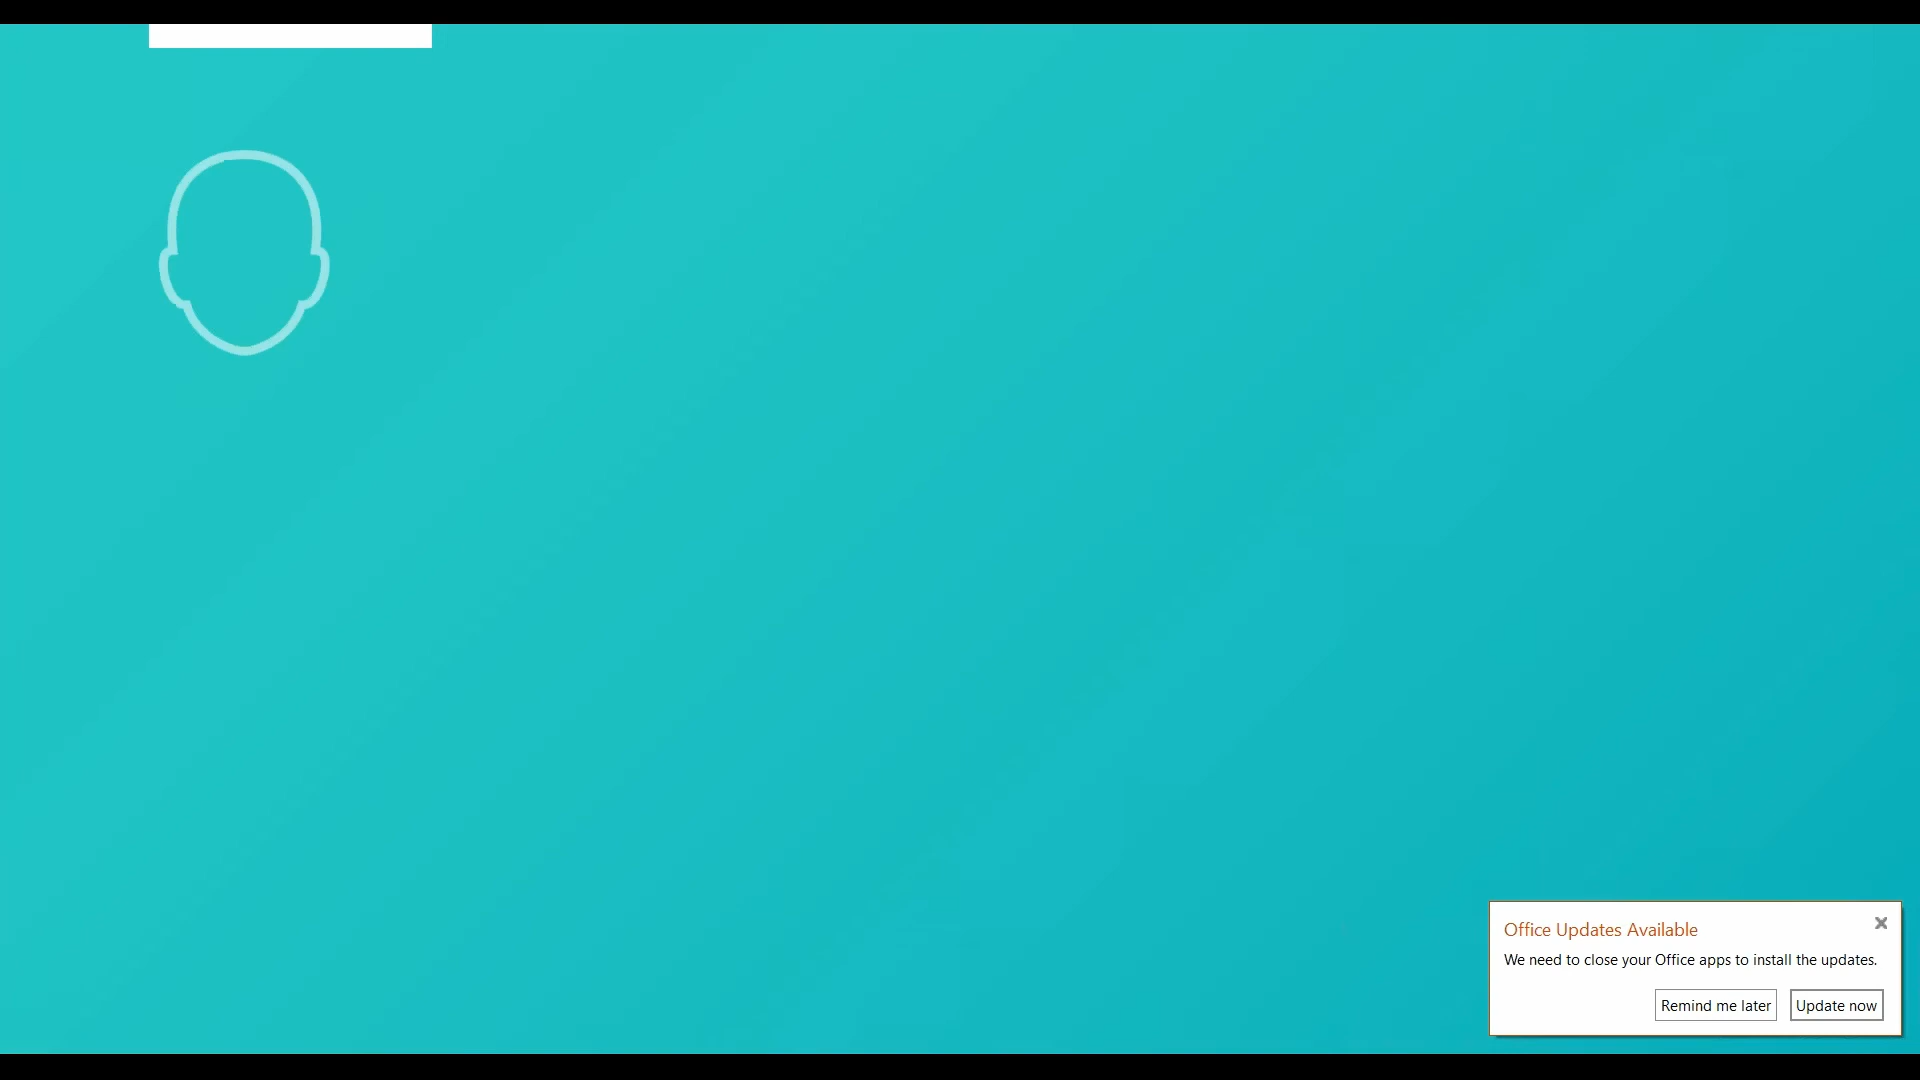 Office Updates Available
We need to close your Office apps to install the updates.
Remind me later
Update now